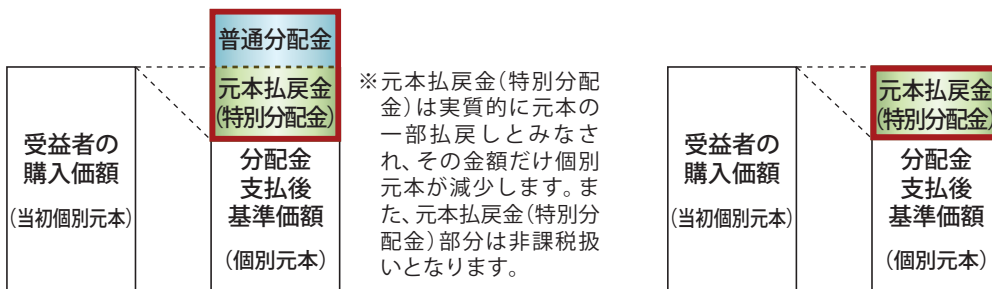 受益者の
購入価額
(当初個別元本)
普通分配金
元本払戻金
(特別分配金)
分配金
支払後
基準価額
(個別元本)
※元本払戻金(特別分配
金)は実質的に元本の
一部払戻しとみなさ
れ、その金額だけ個別
元本が減少します。ま
た、元本払戻金(特別分
配金)部分は非課税扱
いとなります。
受益者の
購入価額
(当初個別元本)
元本払戻金
(特別分配金)
分配金
支払後
基準価額
(個別元本)